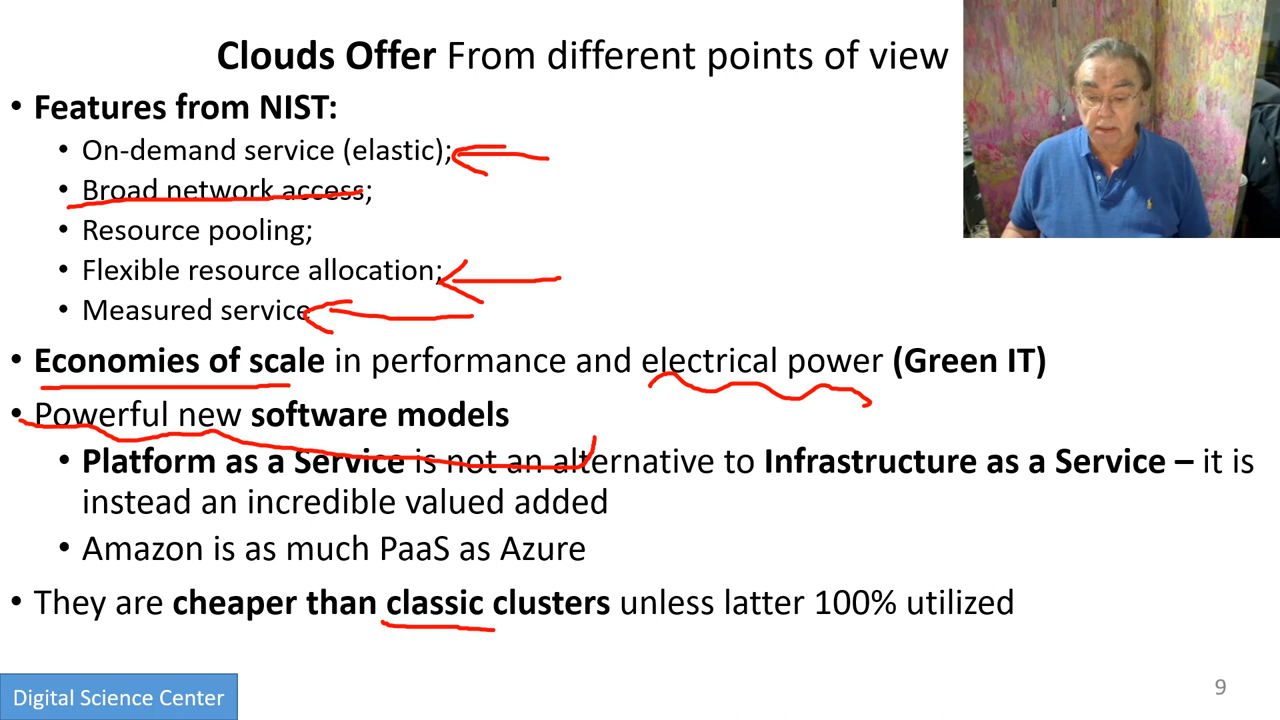 Clouds Offer From different points of view
• Features from NIST:
• On-demand service (elastic);
• Broad network access;
• Resource pooling;
• Flexible resource allocation;
• Measured service
• Economies of scale in performance and electrical power (Green IT)
• Powerful new software models
• Platform as a Service is not an alternative to Infrastructure as a Service – it is
instead an incredible valued added
• Amazon is as much PaaS as Azure
• They are cheaper than classic clusters unless latter 100% utilized
Digital Science Center
9